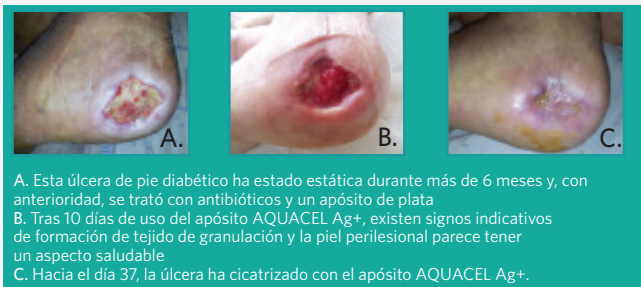 A.
B.
C.
A. Esta úlcera de pie diabético ha estado estática durante más de 6 meses y, con
anterioridad, se trató con antibióticos y un apósito de plata
B. Tras 10 días de uso del apósito AQUACEL Ag+, existen signos indicativos
de formación de tejido de granulación y la piel perilesional parece tener
un aspecto saludable
C. Hacia el día 37, la úlcera ha cicatrizado con el apósito AQUACEL Ag+.